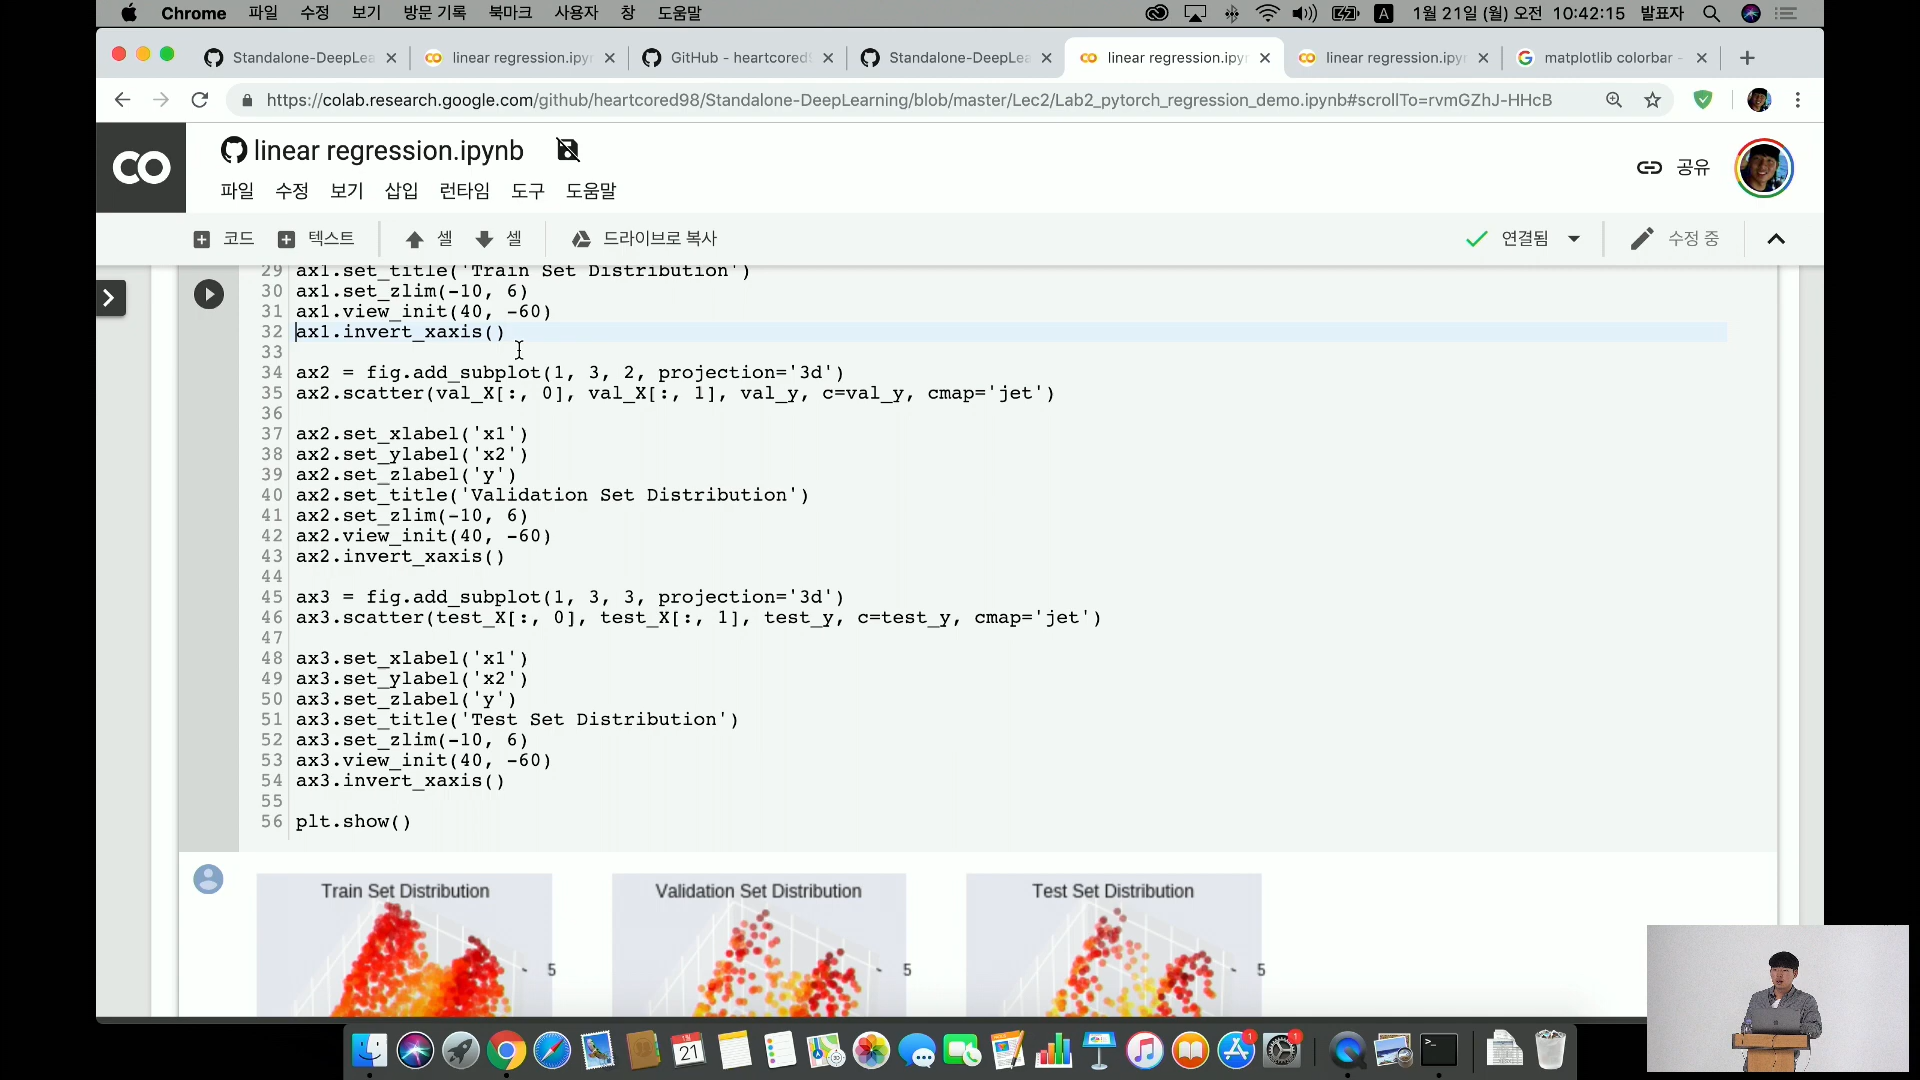 Chrome 파일 수정 보기 방문 기록 북마크 사용자 창 도움말 A 1월 21일 (월) 오전 10:42:15 발표자
Standalone-DeepLea linear regression.ipyn GitHub - heartcored Standalone-DeepLea linear regression.ipyn linear regression.ipyn matplotlib colorbar -
https://colab.research.google.com/github/heartcored98/Standalone-DeepLearning/blob/master/Lec2/Lab2_pytorch_regression_demo.ipynb#scrollTo=rvmGZhJ-HHcB
CO linear regression.ipynb 공유
파일 수정 보기 삽입 런타임 도구 도움말
코드 텍스트 셀 셀 드라이브로 복사 연결됨 수정 중
29 ax1.set_title('Train Set Distribution')
30 ax1.set_zlim(-10, 6)
31 ax1.view_init(40, -60)
32 ax1.invert_xaxis()
33
34 ax2 = fig.add_subplot(1, 3, 2, projection='3d')
35 ax2.scatter(val_X[:, 0], val_X[:, 1], val_y, c=val_y, cmap='jet')
36
37 ax2.set_xlabel('x1')
38 ax2.set_ylabel('x2')
39 ax2.set_zlabel('y')
40 ax2.set_title('Validation Set Distribution')
41 ax2.set_zlim(-10, 6)
42 ax2.view_init(40, -60)
43 ax2.invert_xaxis()
44
45 ax3 = fig.add_subplot(1, 3, 3, projection='3d')
46 ax3.scatter(test_X[:, 0], test_X[:, 1], test_y, c=test_y, cmap='jet')
47
48 ax3.set_xlabel('x1')
49 ax3.set_ylabel('x2')
50 ax3.set_zlabel('y')
51 ax3.set_title('Test Set Distribution')
52 ax3.set_zlim(-10, 6)
53 ax3.view_init(40, -60)
54 ax3.invert_xaxis()
55
56 plt.show()
Train Set Distribution Validation Set Distribution Test Set Distribution
5 5 5
21 1 1